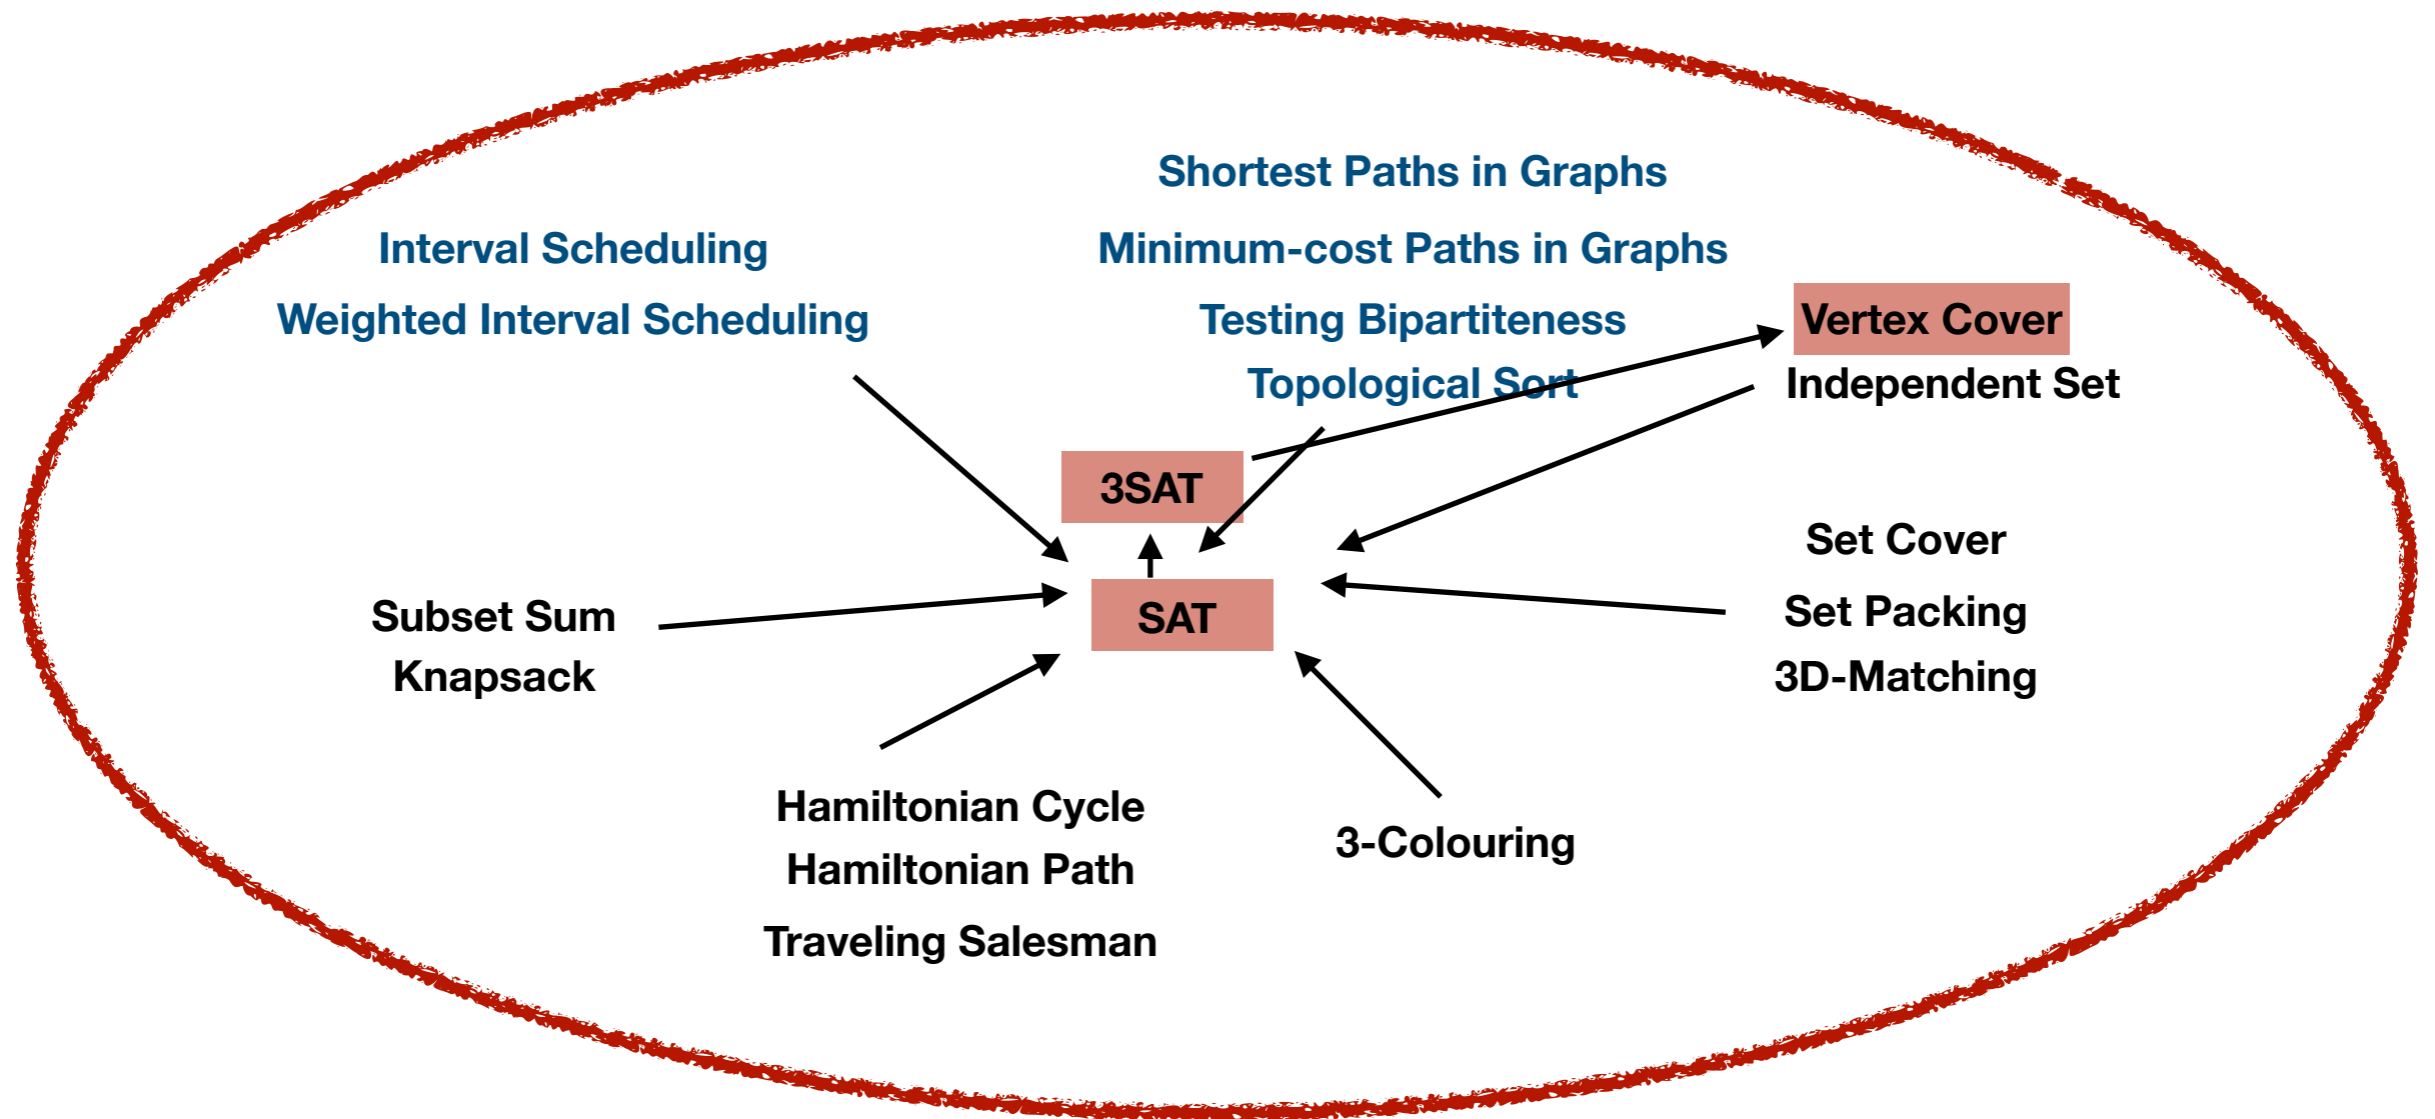 Shortest Paths in Graphs
Interval Scheduling
Minimum-cost Paths in Graphs
Weighted Interval Scheduling
Testing Bipartiteness
Vertex Cover
Topological Sort
Independent Set
3SAT
Set Cover
Subset Sum
SAT
Set Packing
Knapsack
3D-Matching
Hamiltonian Cycle
3-Colouring
Hamiltonian Path
Traveling Salesman